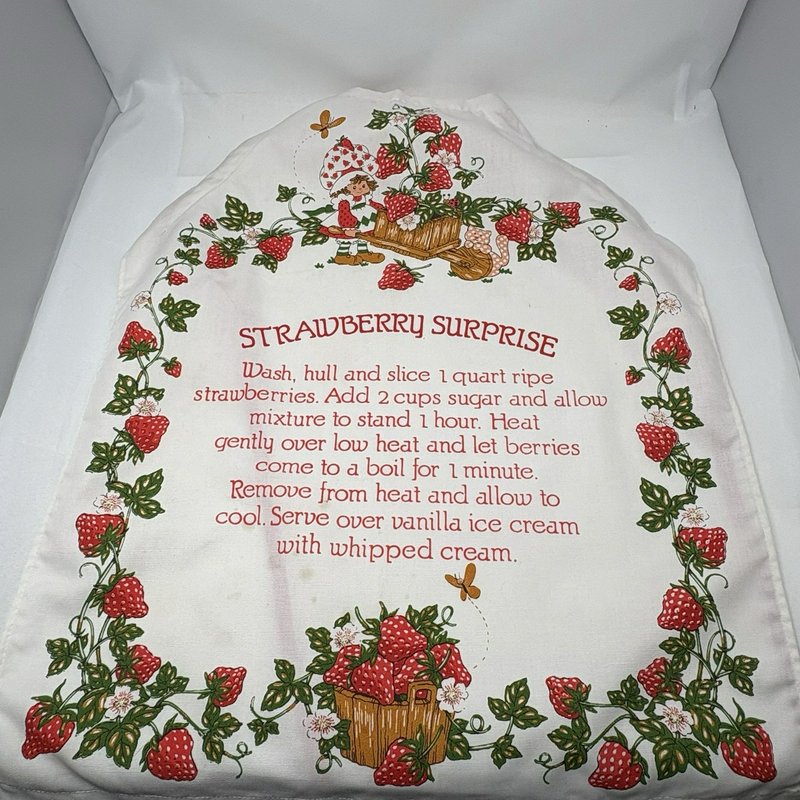 STRAWBERRY SURPRISE
Wash, hull and slice 1 quart ripe
strawberries. Add 2 cups sugar and allow
mixture to stand 1 hour. Heat
gently over low heat and let berries
come to a boil for 1 minute.
Remove from heat and allow to
cool. Serve over vanilla ice cream
with whipped cream.